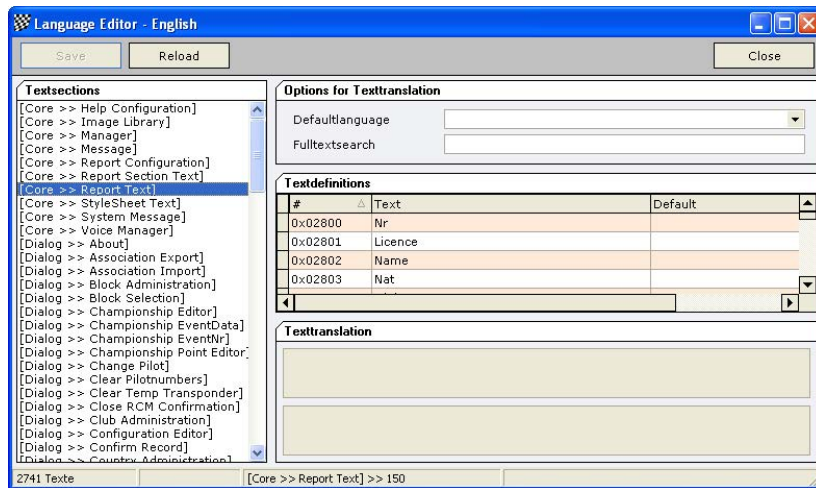 Language Editor - English
Save
Reload
Close
Textsections
[Core >> Help Configuration]
[Core >> Image Library]
[Core >> Manager]
[Core >> Message]
[Core >> Report Configuration]
[Core >> Report Section Text]
[Core >> Report Text]
[Core >> StyleSheet Text]
[Core >> System Message]
[Core >> Voice Manager]
[Dialog >> About]
[Dialog >> Association Export]
[Dialog >> Association Import]
[Dialog >> Block Administration]
[Dialog >> Block Selection]
[Dialog >> Championship Editor]
[Dialog >> Championship EventData]
[Dialog >> Championship EventNr]
[Dialog >> Championship Point Editor]
[Dialog >> Change Pilot]
[Dialog >> Clear Pilotnumbers]
[Dialog >> Clear Temp Transponder]
[Dialog >> Close RCM Confirmation]
[Dialog >> Club Administration]
[Dialog >> Configuration Editor]
[Dialog >> Confirm Record]
[Dialog >> Country Administration]
Options for Texttranslation
Defaultlanguage
Fulltextsearch
Textdefinitions
# Text Default
0x02800 Nr
0x02801 Licence
0x02802 Name
0x02803 Nat
Texttranslation
2741 Texte
[Core >> Report Text] >> 150